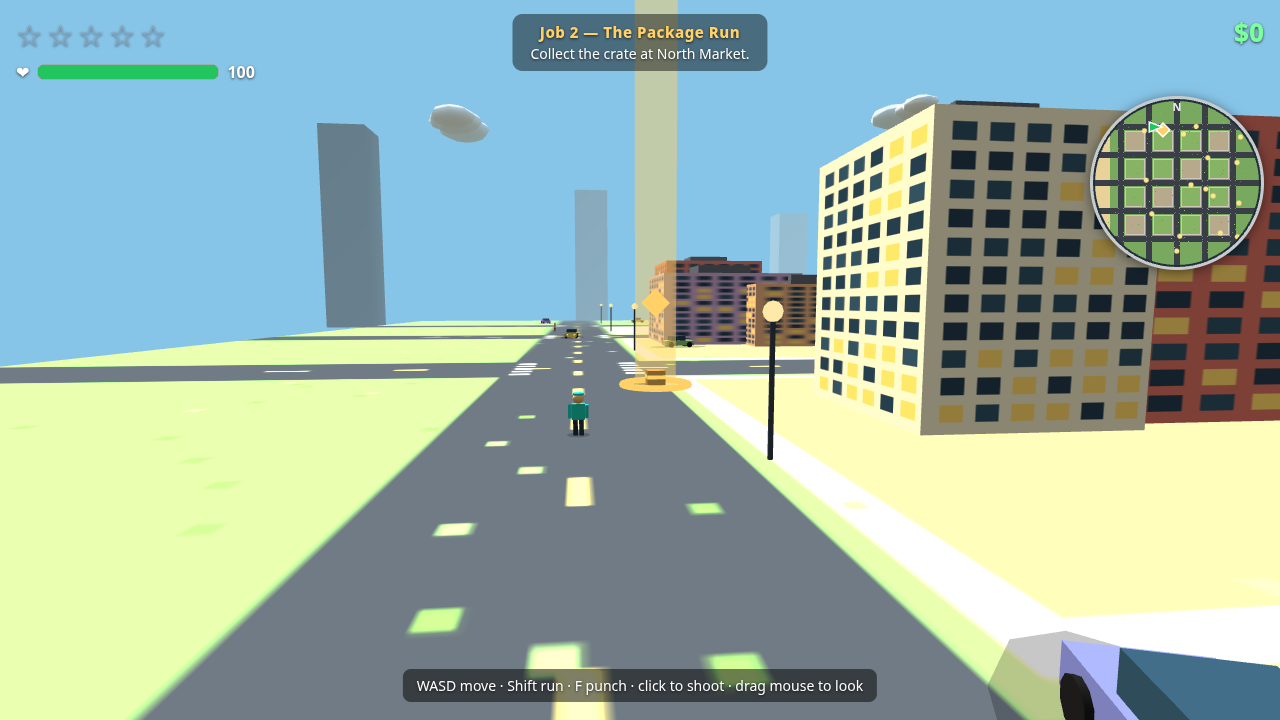 Job 2 — The Package Run
Collect the crate at North Market.
$0
100
N
WASD move · Shift run · F punch · click to shoot · drag mouse to look